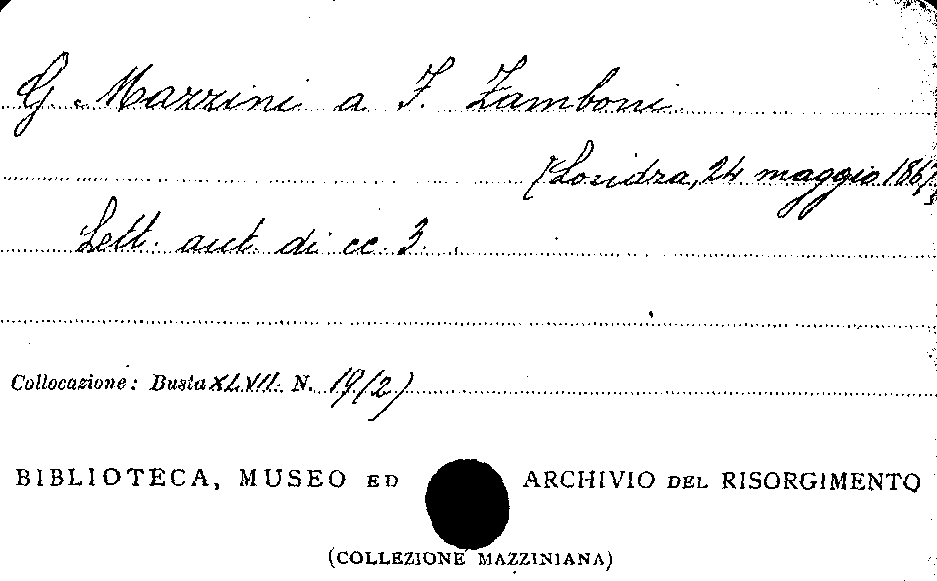 G. Mazzini a F. Zamboni
(Londra, 24 maggio
Lett. aut. di cc. 3.
Collocazione: Busta XLVII. N. 19(2)
BIBLIOTECA, MUSEO ED ARCHIVIO DEL RISORGIMENTO
(COLLEZIONE MAZZINIANA)